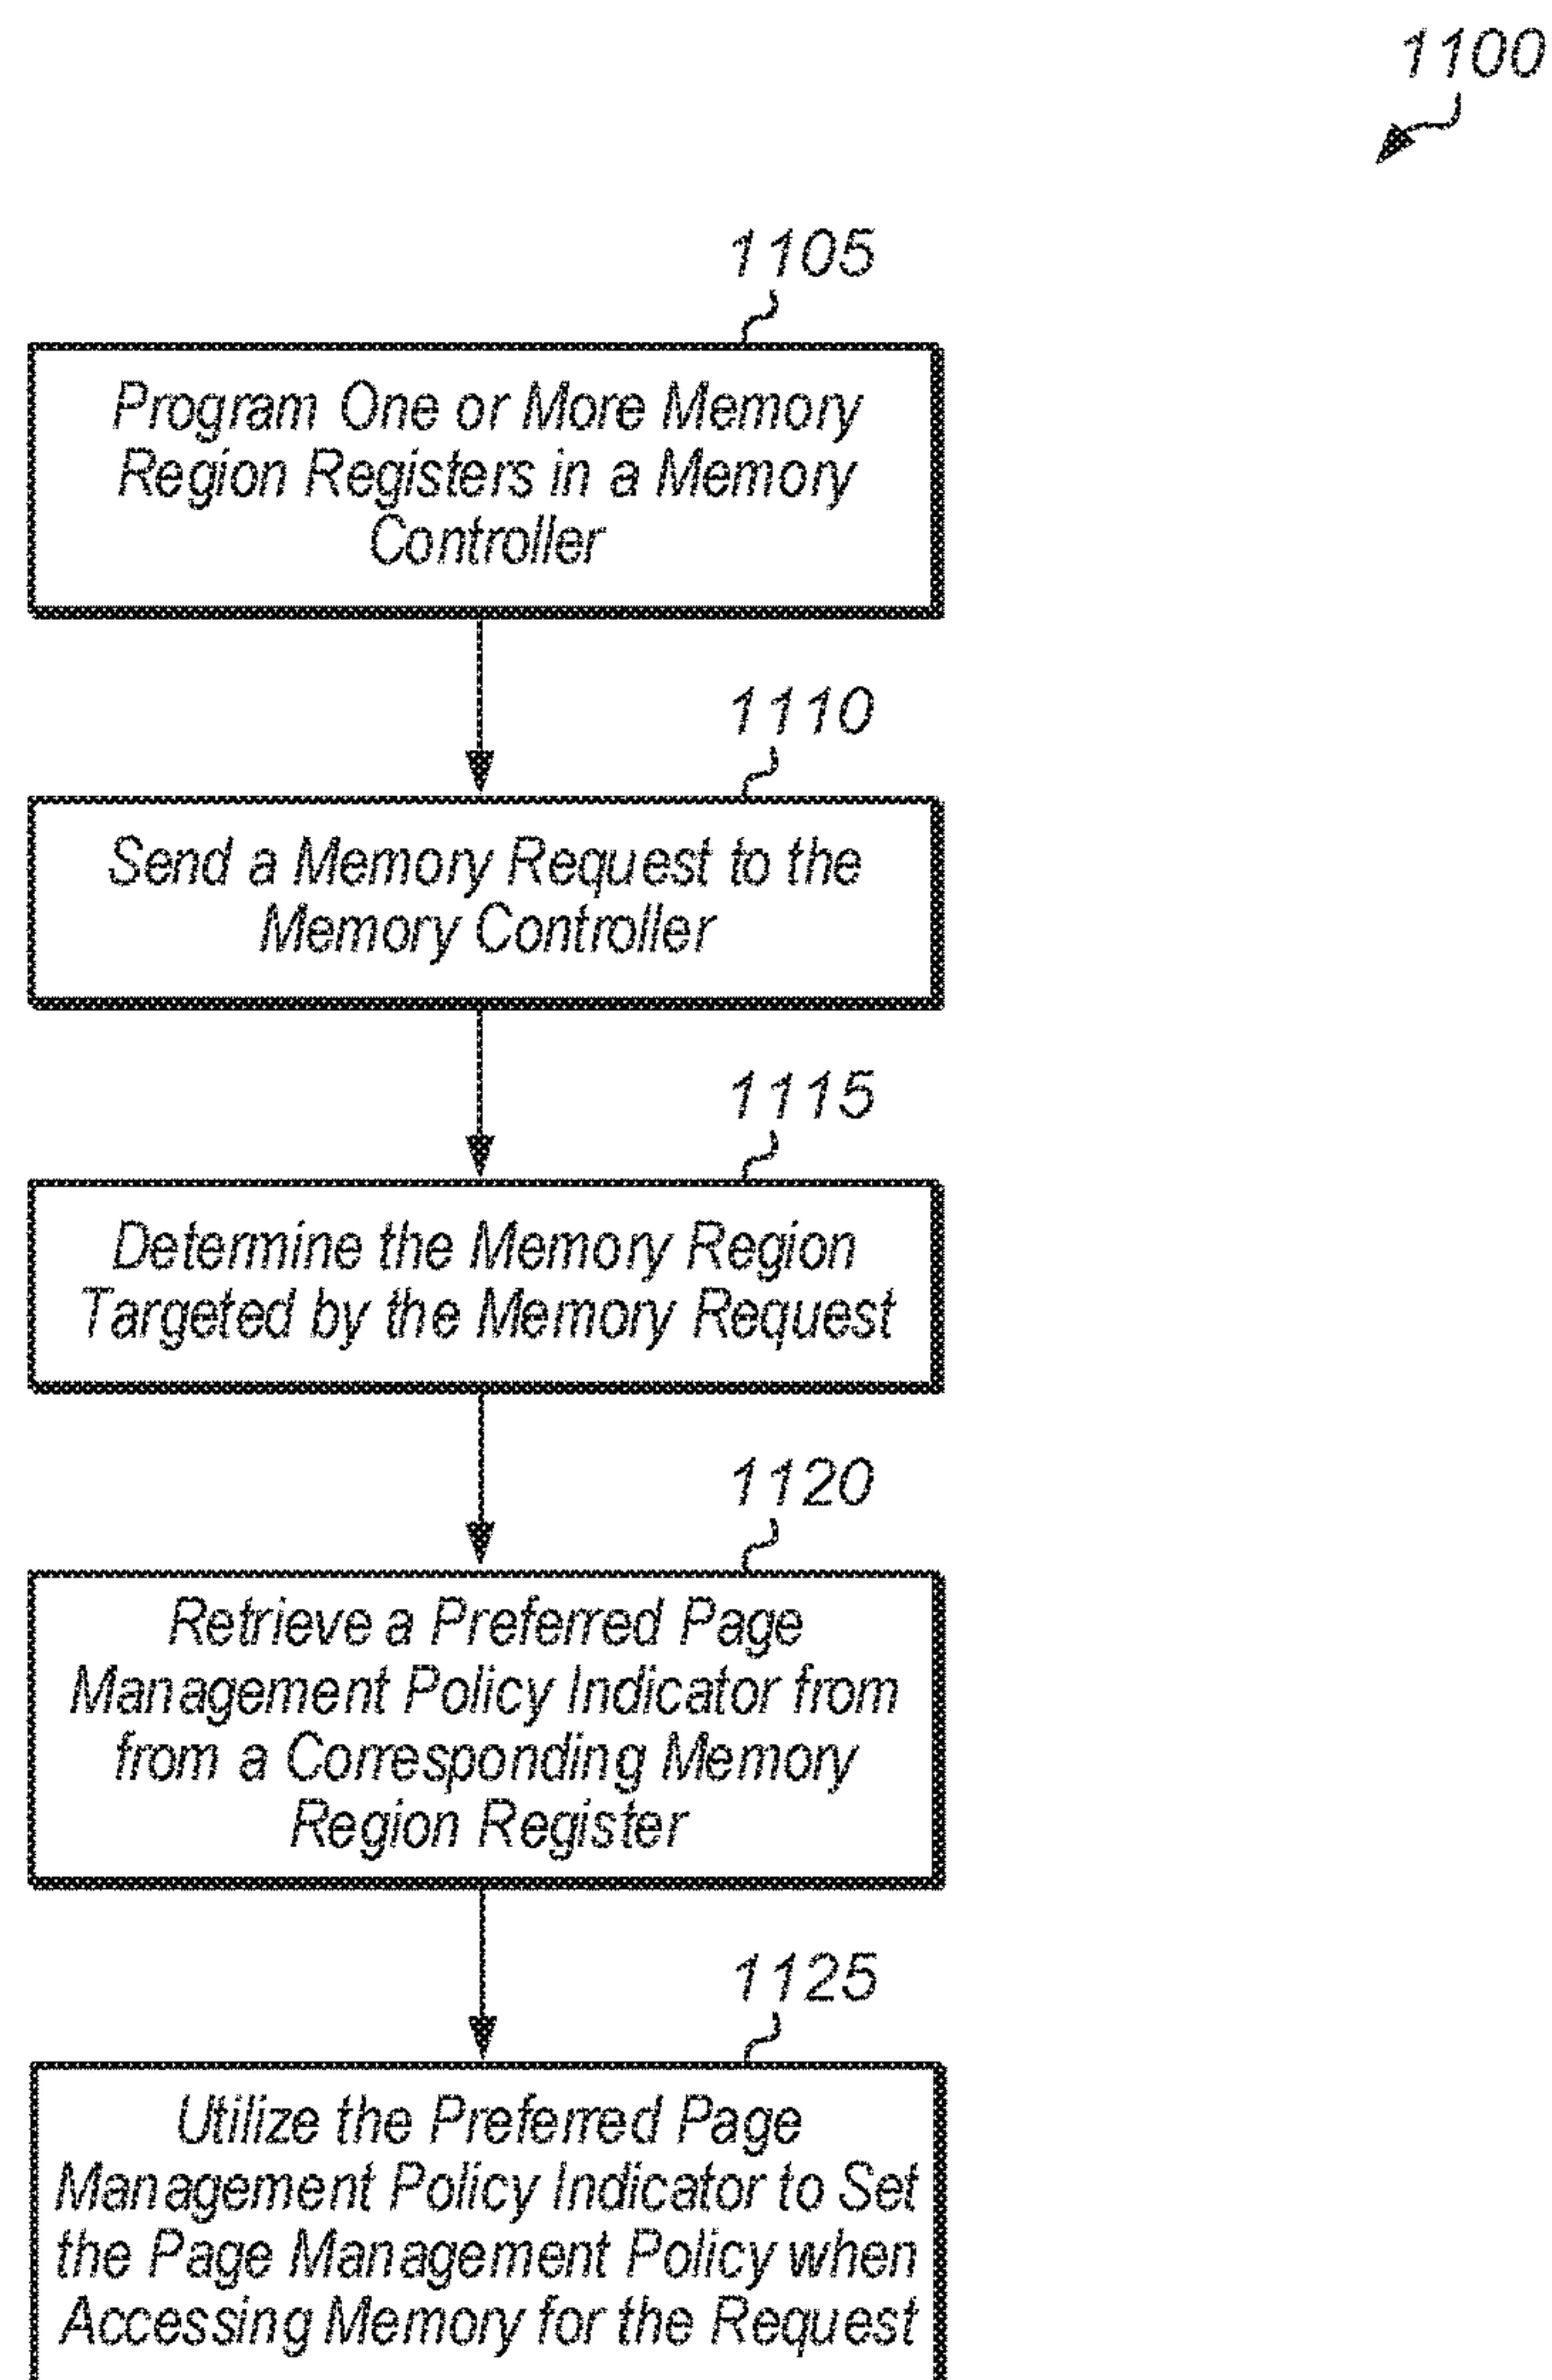 1100
1105
Program One or More Memory
Region Registers in a Memory
Controller
1110
Send a Memory Request to the
Memory Controller
1115
Determine the Memory Region
Targeted by the Memory Request
1120
Retrieve a Preferred Page
Management Policy Indicator from
from a Corresponding Memory
Region Register
1125
Utilize the Preferred Page
Management Policy Indicator to Set
the Page Management Policy when
Accessing Memory for the Request